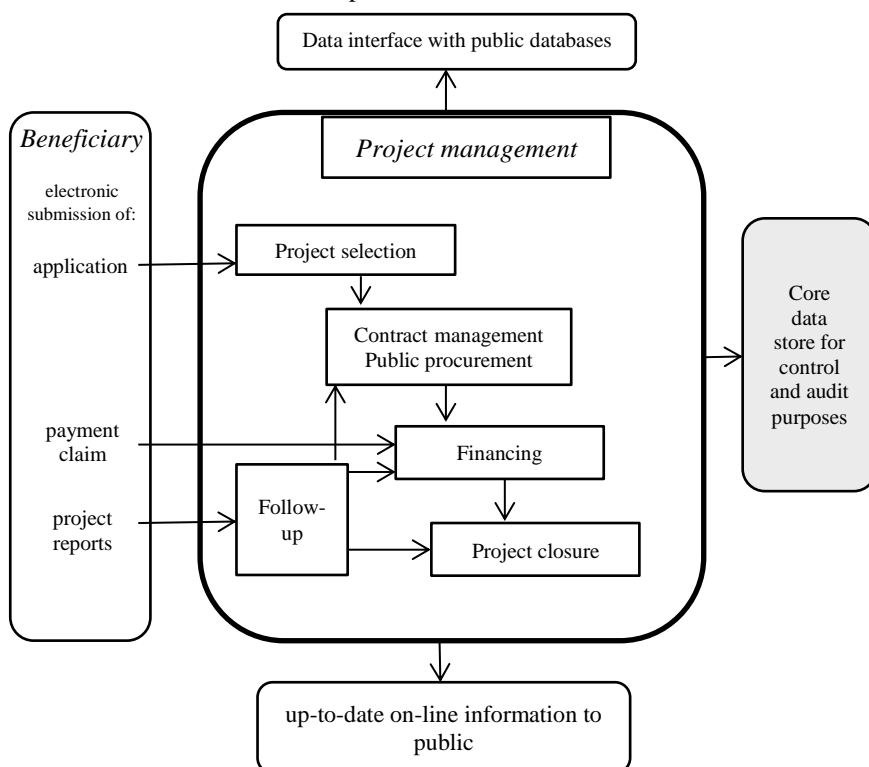 Data interface with public databases
Beneficiary
electronic
submission of:
application
payment
claim
project
reports
Project management
Project selection
Contract management
Public procurement
Financing
Follow-
up
Project closure
Core
data
store for
control
and audit
purposes
up-to-date on-line information to
public